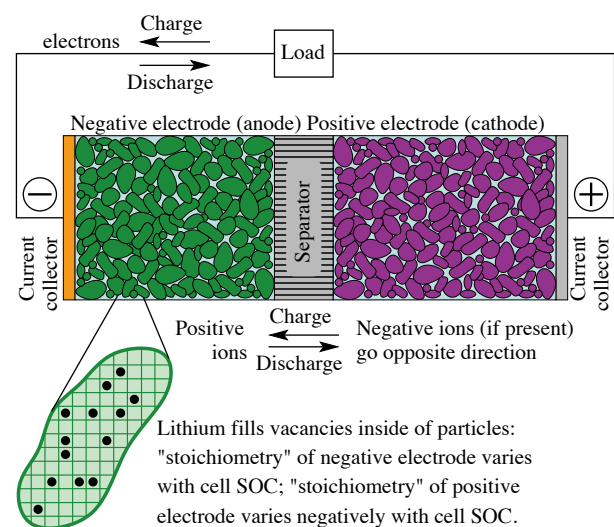 Charge
electrons
Discharge
Load
Negative electrode (anode) Positive electrode (cathode)
−
+
Current
collector
Separator
Current
collector
Positive
ions
Charge
Discharge
Negative ions (if present)
go opposite direction
Lithium fills vacancies inside of particles:
"stoichiometry" of negative electrode varies
with cell SOC; "stoichiometry" of positive
electrode varies negatively with cell SOC.